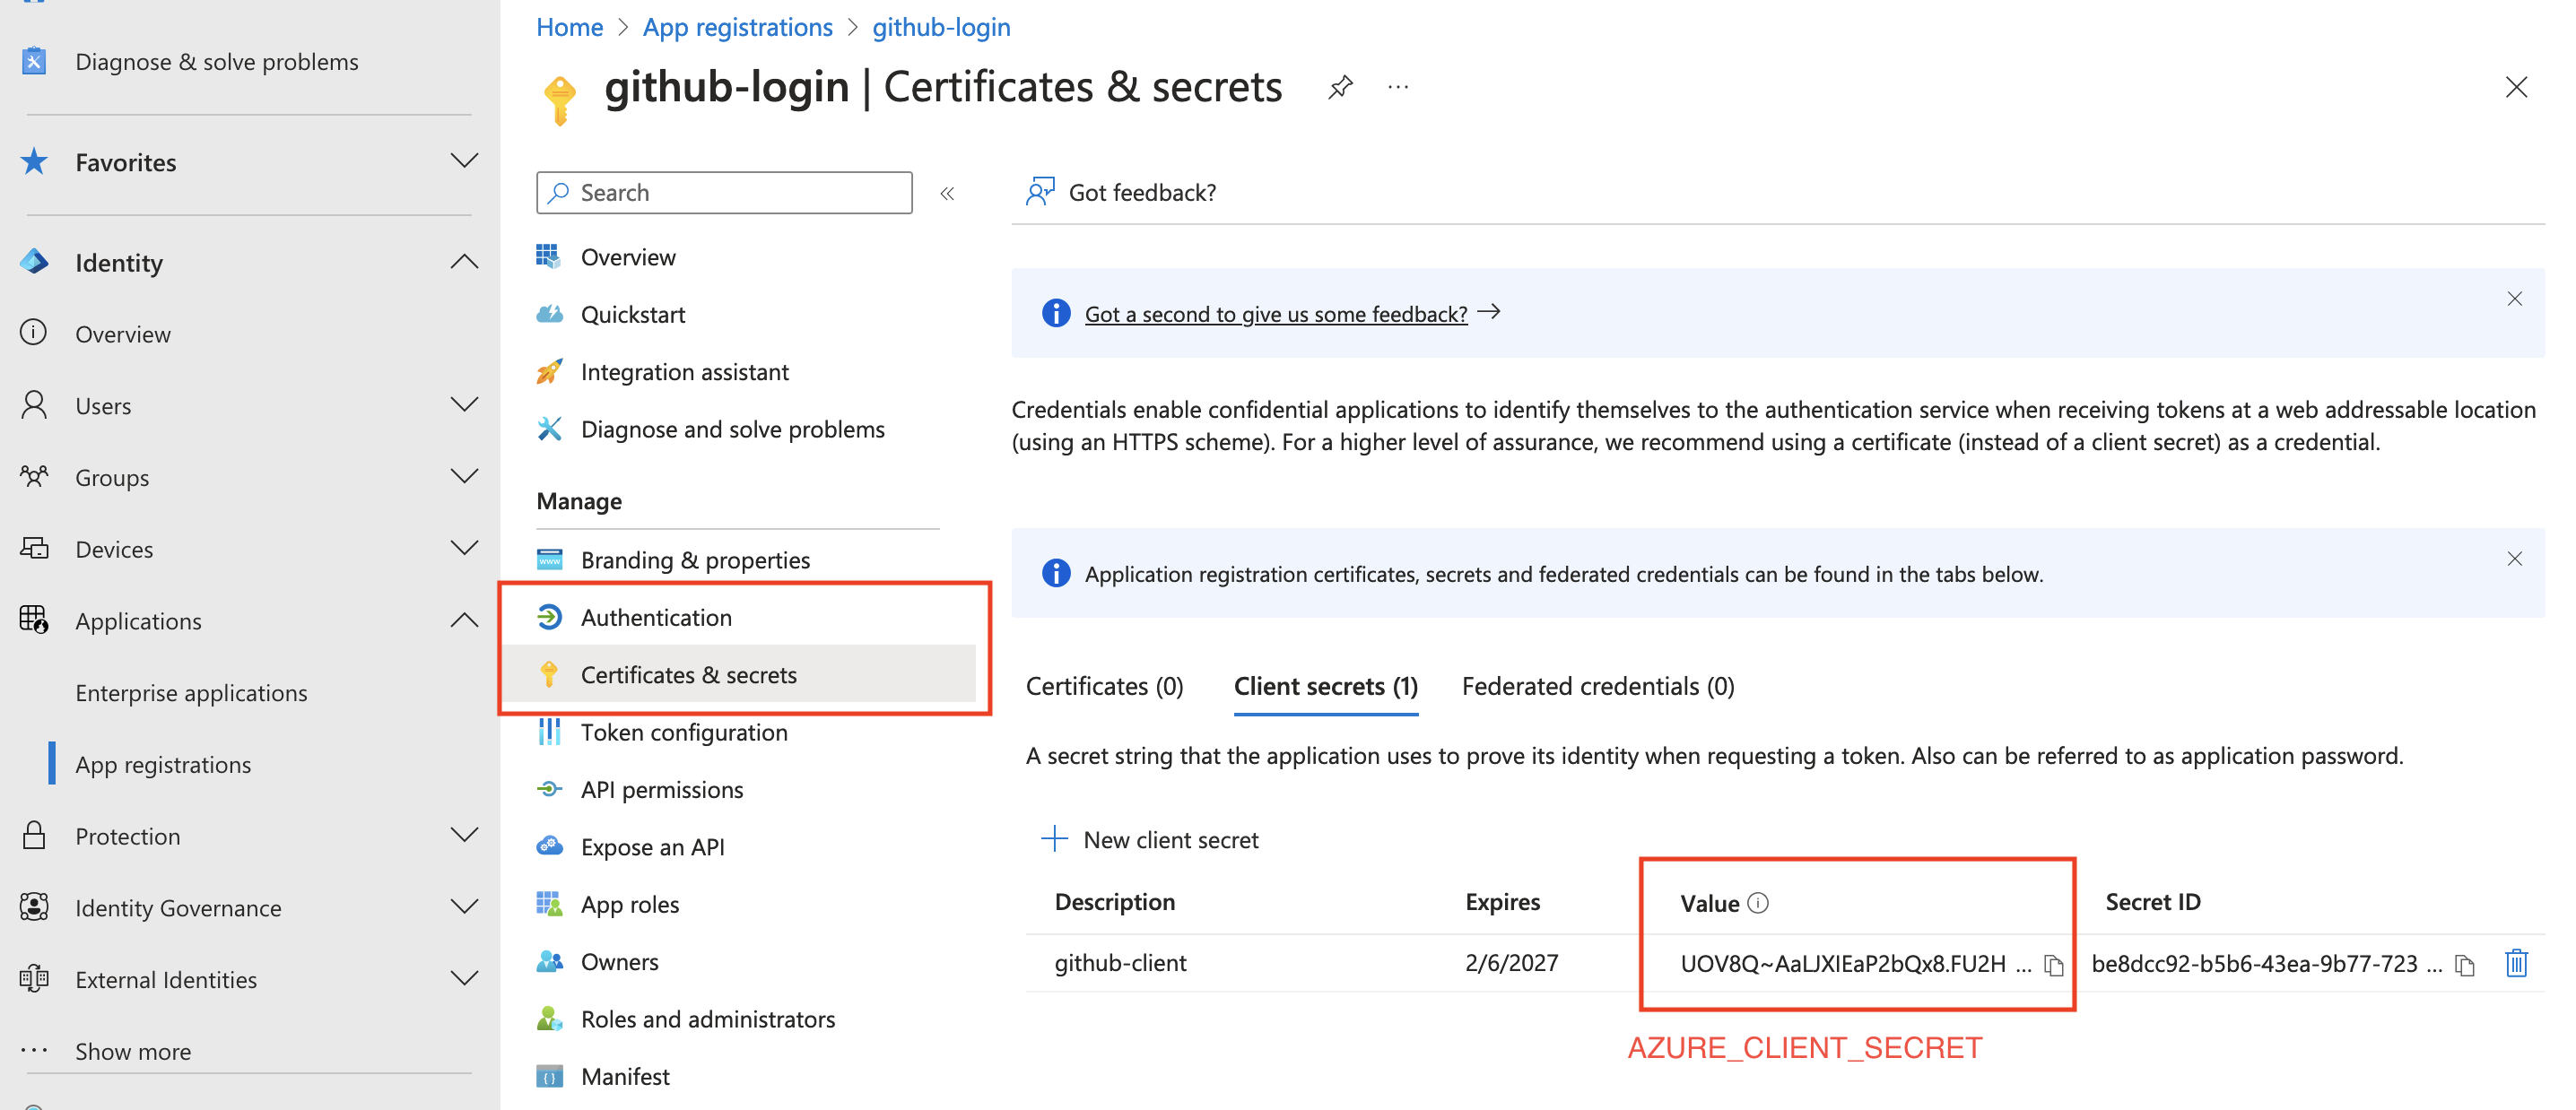 Home > App registrations > github-login
github-login | Certificates & secrets
...
Diagnose & solve problems
Favorites
Identity
Overview
Users
Groups
Devices
Applications
Enterprise applications
App registrations
Protection
Identity Governance
External Identities
... Show more
Search
«
Overview
Quickstart
Integration assistant
Diagnose and solve problems
Manage
Branding & properties
Authentication
Certificates & secrets
Token configuration
API permissions
Expose an API
App roles
Owners
Roles and administrators
Manifest
Got feedback?
Got a second to give us some feedback? →
Credentials enable confidential applications to identify themselves to the authentication service when receiving tokens at a web addressable location
(using an HTTPS scheme). For a higher level of assurance, we recommend using a certificate (instead of a client secret) as a credential.
Application registration certificates, secrets and federated credentials can be found in the tabs below.
Certificates (0) Client secrets (1) Federated credentials (0)
A secret string that the application uses to prove its identity when requesting a token. Also can be referred to as application password.
New client secret
Description Expires Value Secret ID
github-client 2/6/2027 UOV8Q~AaLJXIEaP2bQx8.FU2H ... be8dcc92-b5b6-43ea-9b77-723 ...
AZURE_CLIENT_SECRET